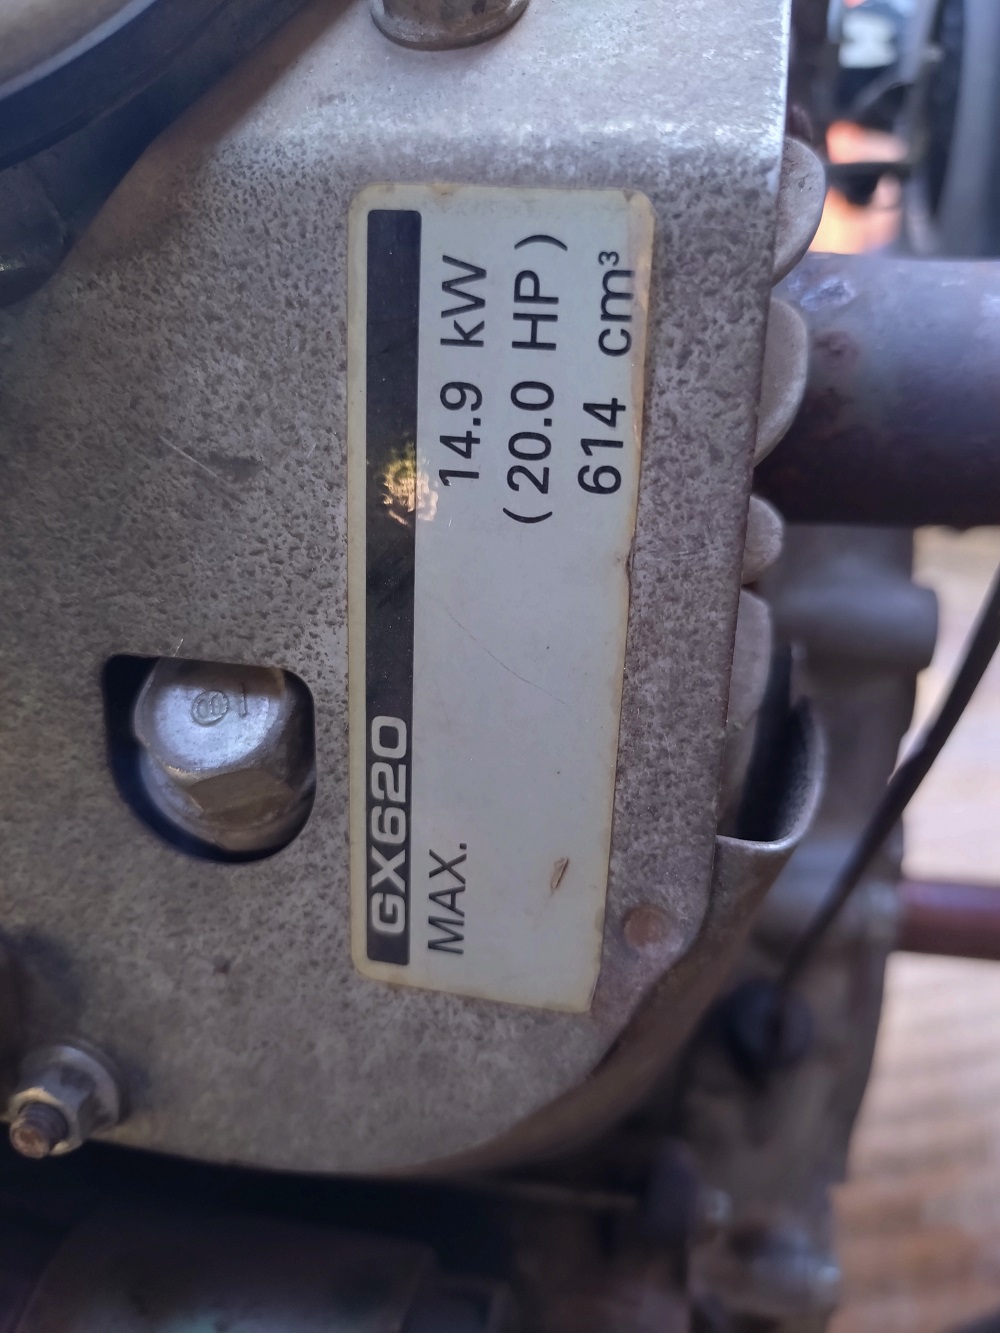 GX620
MAX. 14.9 kW
( 20.0 HP )
614 cm³